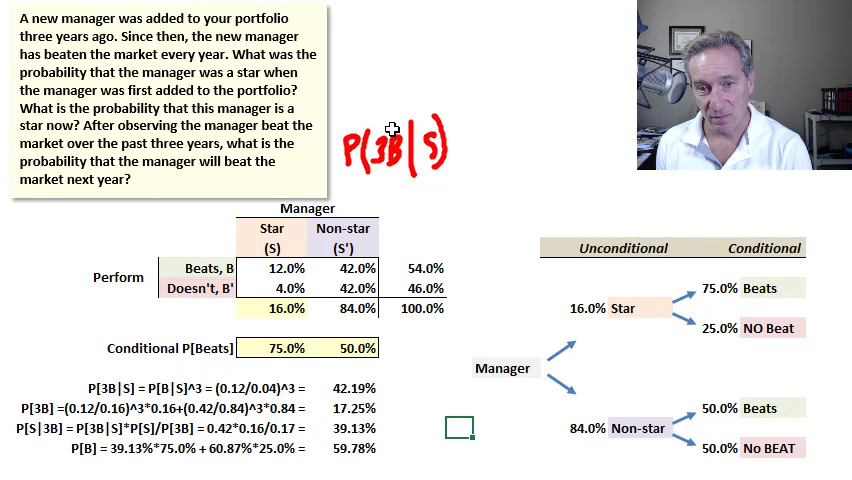 A new manager was added to your portfolio
three years ago. Since then, the new manager
has beaten the market every year. What was the
probability that the manager was a star when
the manager was first added to the portfolio?
What is the probability that this manager is a
star now? After observing the manager beat the
market over the past three years, what is the
probability that the manager will beat the
market next year?
P(3B|S)
Manager
Star Non-star
(S) (S')
Perform Beats, B 12.0% 42.0% 54.0%
Doesn't, B' 4.0% 42.0% 46.0%
16.0% 84.0% 100.0%
Conditional P[Beats] 75.0% 50.0%
P[3B|S] = P[B|S]^3 = (0.12/0.04)^3 = 42.19%
P[3B] =(0.12/0.16)^3*0.16+(0.42/0.84)^3*0.84 = 17.25%
P[S|3B] = P[3B|S]*P[S]/P[3B] = 0.42*0.16/0.17 = 39.13%
P[B] = 39.13%*75.0% + 60.87%*25.0% = 59.78%
Unconditional Conditional
75.0% Beats
16.0% Star
25.0% NO Beat
Manager
50.0% Beats
84.0% Non-star
50.0% No BEAT